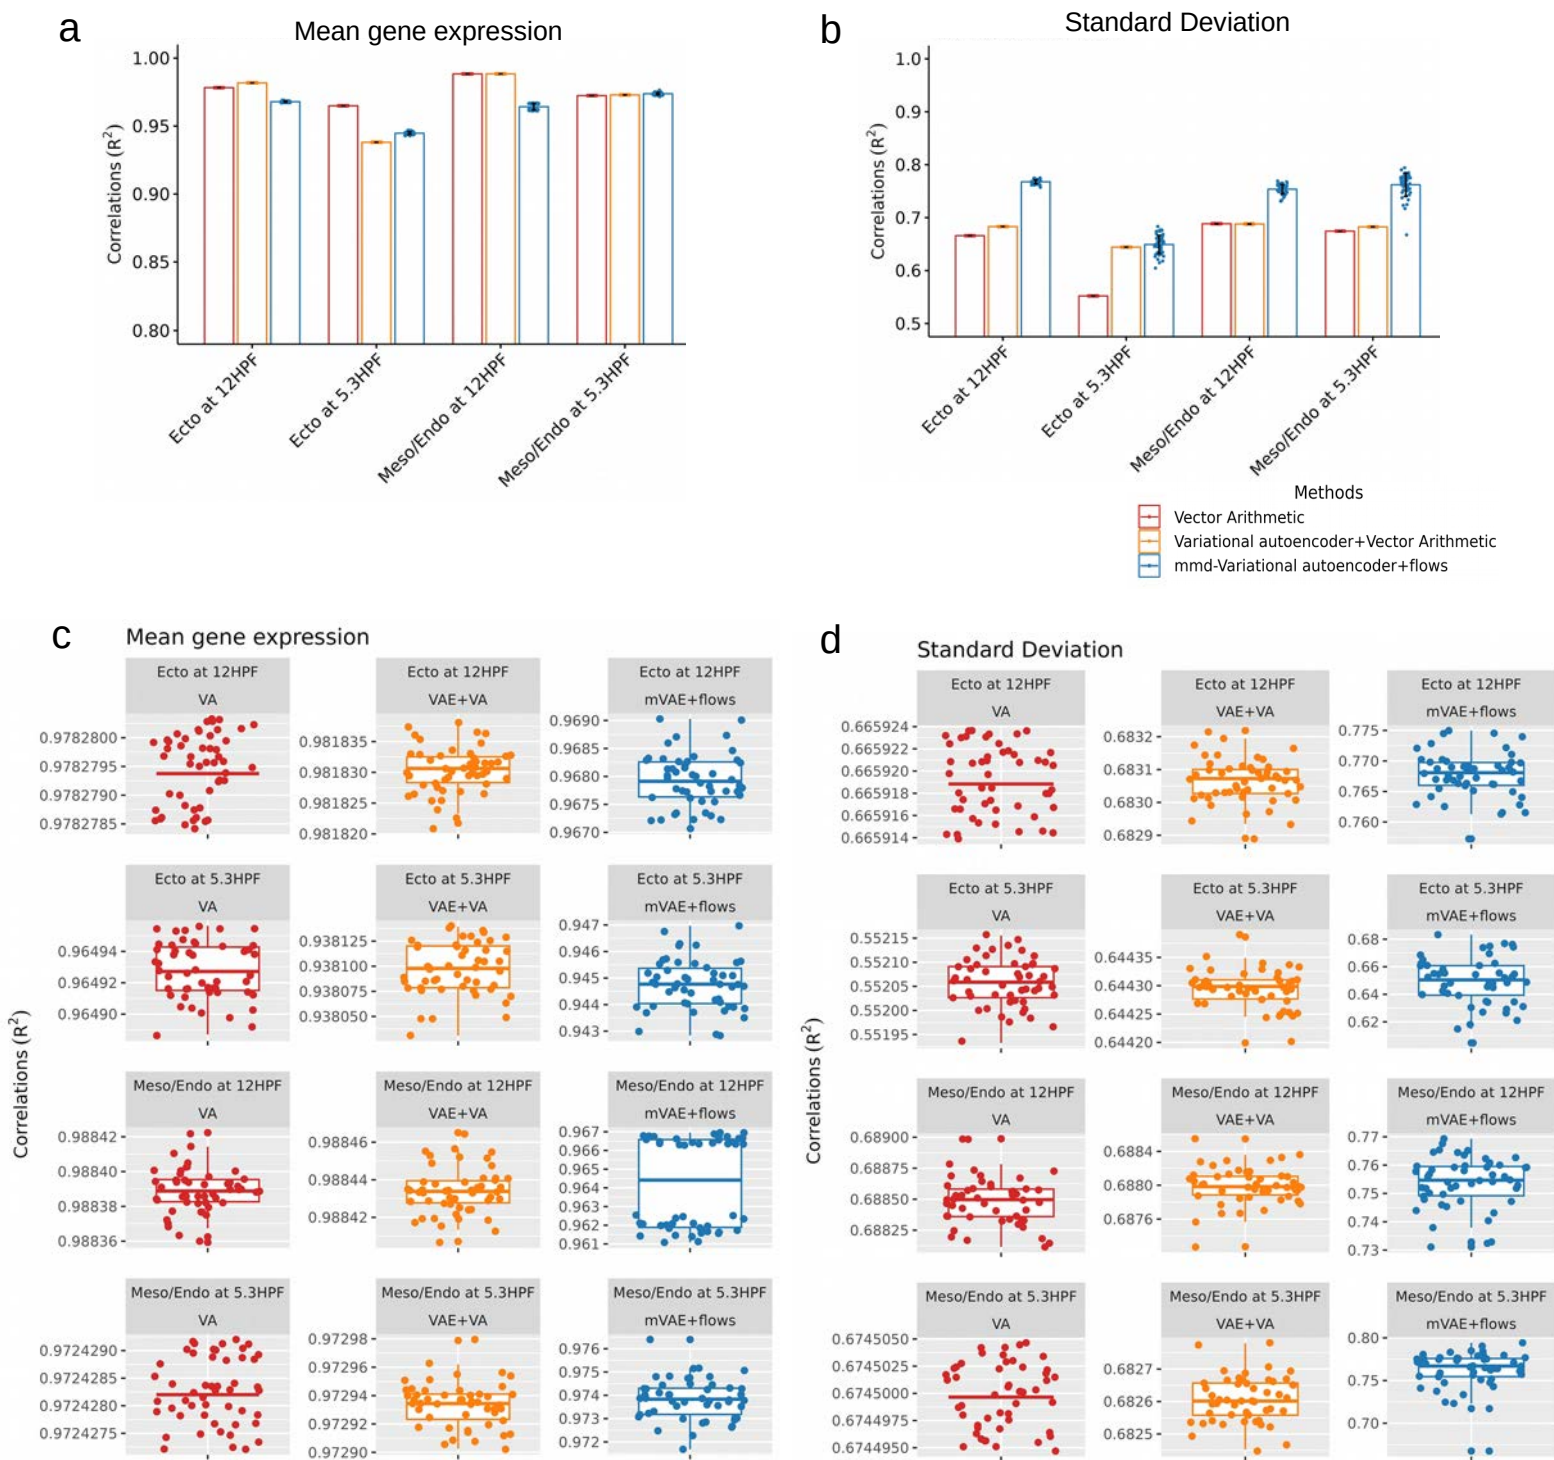 a
Mean gene expression
Correlations (R²)
1.00
0.95
0.90
0.85
0.80
Ecto at 12HPF
Ecto at 5.3HPF
Meso/Endo at 12HPF
Meso/Endo at 5.3HPF
b
Standard Deviation
Correlations (R²)
1.0
0.9
0.8
0.7
0.6
0.5
Ecto at 12HPF
Ecto at 5.3HPF
Meso/Endo at 12HPF
Meso/Endo at 5.3HPF
Methods
Vector Arithmetic
Variational autoencoder+Vector Arithmetic
mmd-Variational autoencoder+flows
c
Mean gene expression
Correlations (R²)
Ecto at 12HPF
VA
0.9782800
0.9782795
0.9782790
0.9782785
Ecto at 12HPF
VAE+VA
0.981835
0.981830
0.981825
0.981820
Ecto at 12HPF
mVAE+flows
0.9690
0.9685
0.9680
0.9675
0.9670
Ecto at 5.3HPF
VA
0.96494
0.96492
0.96490
Ecto at 5.3HPF
VAE+VA
0.938125
0.938100
0.938075
0.938050
Ecto at 5.3HPF
mVAE+flows
0.947
0.946
0.945
0.944
0.943
Meso/Endo at 12HPF
VA
0.98842
0.98840
0.98838
0.98836
Meso/Endo at 12HPF
VAE+VA
0.988446
0.98844
0.98842
Meso/Endo at 12HPF
mVAE+flows
0.967
0.966
0.965
0.964
0.963
0.962
0.961
Meso/Endo at 5.3HPF
VA
0.9724290
0.9724285
0.9724280
0.9724275
Meso/Endo at 5.3HPF
VAE+VA
0.97298
0.97296
0.97294
0.97292
0.97290
Meso/Endo at 5.3HPF
mVAE+flows
0.976
0.975
0.974
0.973
0.972
d
Standard Deviation
Correlations (R²)
Ecto at 12HPF
VA
0.665924
0.665922
0.665920
0.665918
0.665916
0.665914
Ecto at 12HPF
VAE+VA
0.6832
0.6831
0.6830
0.6829
Ecto at 12HPF
mVAE+flows
0.775
0.770
0.765
0.760
Ecto at 5.3HPF
VA
0.55215
0.55210
0.55205
0.55200
0.55195
Ecto at 5.3HPF
VAE+VA
0.64435
0.64430
0.64425
0.64420
Ecto at 5.3HPF
mVAE+flows
0.68
0.66
0.64
0.62
Meso/Endo at 12HPF
VA
0.68900
0.68875
0.68850
0.68825
Meso/Endo at 12HPF
VAE+VA
0.6884
0.6880
0.6876
Meso/Endo at 12HPF
mVAE+flows
0.77
0.76
0.75
0.74
0.73
Meso/Endo at 5.3HPF
VA
0.6745050
0.6745025
0.6745000
0.6744975
0.6744950
Meso/Endo at 5.3HPF
VAE+VA
0.6827
0.6826
0.6825
Meso/Endo at 5.3HPF
mVAE+flows
0.80
0.75
0.70